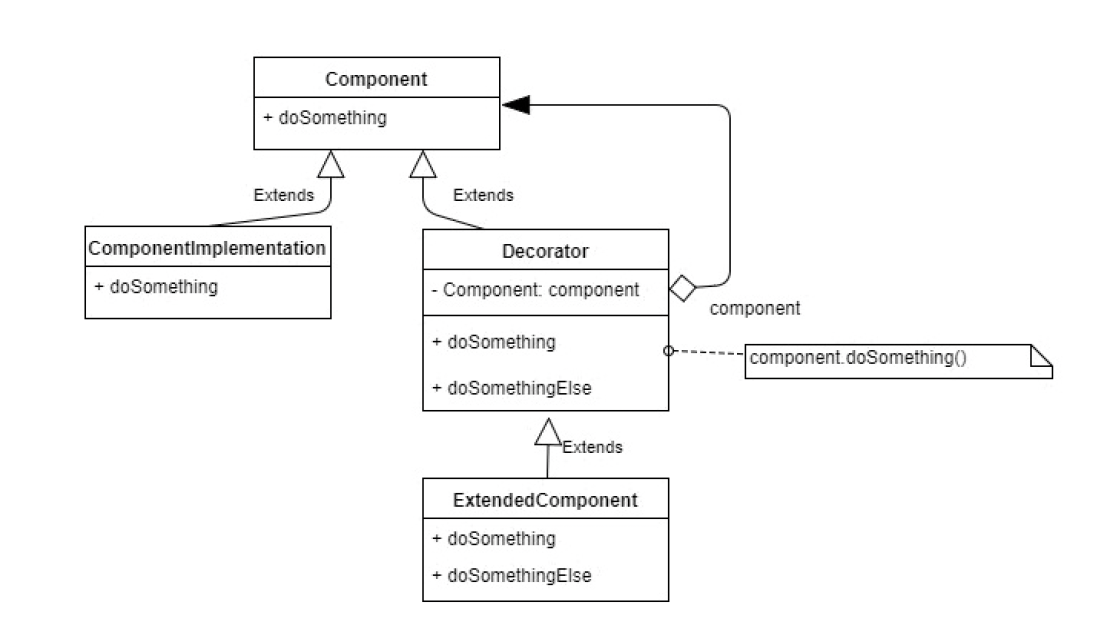 Component
+ doSomething
Extends
Extends
ComponentImplementation
+ doSomething
Decorator
- Component: component
component
+ doSomething
+ doSomethingElse
component.doSomething()
Extends
ExtendedComponent
+ doSomething
+ doSomethingElse